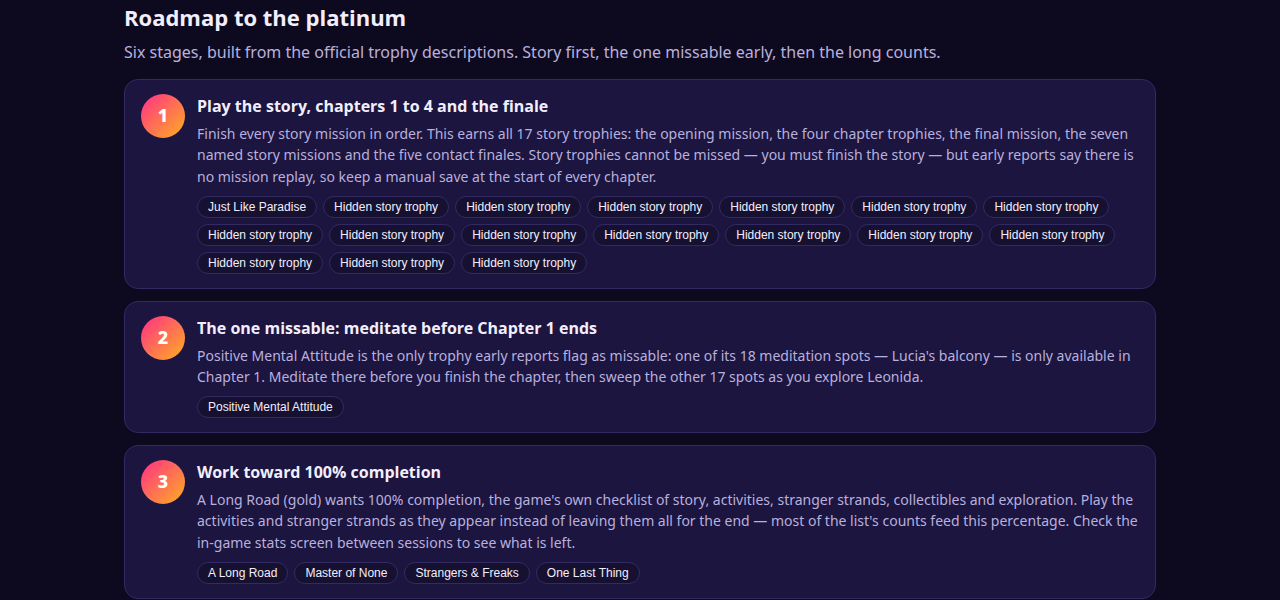 Roadmap to the platinum
Six stages, built from the official trophy descriptions. Story first, the one missable early, then the long counts.
1
Play the story, chapters 1 to 4 and the finale
Finish every story mission in order. This earns all 17 story trophies: the opening mission, the four chapter trophies, the final mission, the seven
named story missions and the five contact finales. Story trophies cannot be missed — you must finish the story — but early reports say there is
no mission replay, so keep a manual save at the start of every chapter.
Just Like Paradise Hidden story trophy Hidden story trophy Hidden story trophy Hidden story trophy Hidden story trophy Hidden story trophy
Hidden story trophy Hidden story trophy Hidden story trophy Hidden story trophy Hidden story trophy Hidden story trophy Hidden story trophy
Hidden story trophy Hidden story trophy Hidden story trophy
2
The one missable: meditate before Chapter 1 ends
Positive Mental Attitude is the only trophy early reports flag as missable: one of its 18 meditation spots — Lucia's balcony — is only available in
Chapter 1. Meditate there before you finish the chapter, then sweep the other 17 spots as you explore Leonida.
Positive Mental Attitude
3
Work toward 100% completion
A Long Road (gold) wants 100% completion, the game's own checklist of story, activities, stranger strands, collectibles and exploration. Play the
activities and stranger strands as they appear instead of leaving them all for the end — most of the list's counts feed this percentage. Check the
in-game stats screen between sessions to see what is left.
A Long Road Master of None Strangers & Freaks One Last Thing